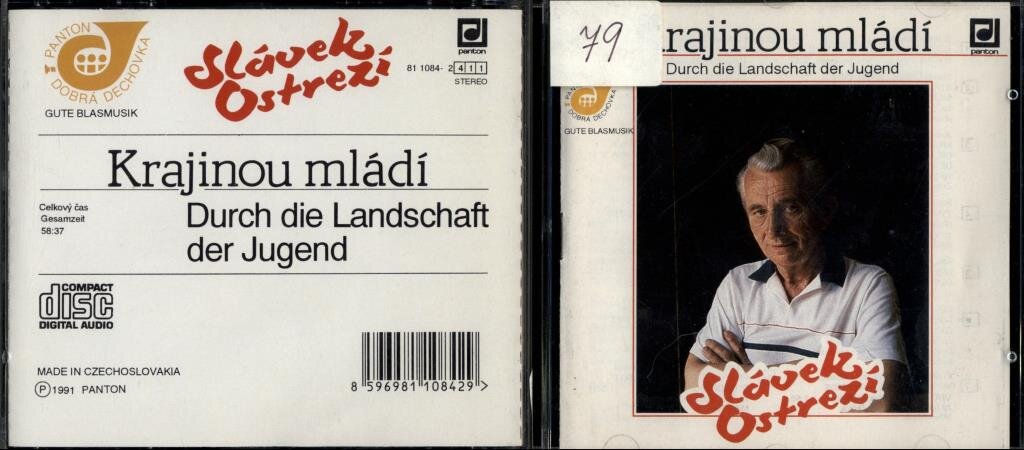 PANTON
DOBRÁ DECHOVKA
GUTE BLASMUSIK
Slávek
Ostrezí
panton
81 1084- 2 4 1 1
STEREO
Krajinou mládí
Celkový čas
Gesamzeit
58:37
Durch die Landschaft
der Jugend
COMPACT
disc
DIGITAL AUDIO
MADE IN CZECHOSLOVAKIA
Ⓟ 1991 PANTON
8 596981 108429 >
79
rajinou mládí
Durch die Landschaft der Jugend
panton
PANTON
DOBRÁ DECHOVKA
GUTE BLASMUSIK
Slávek
Ostrezí